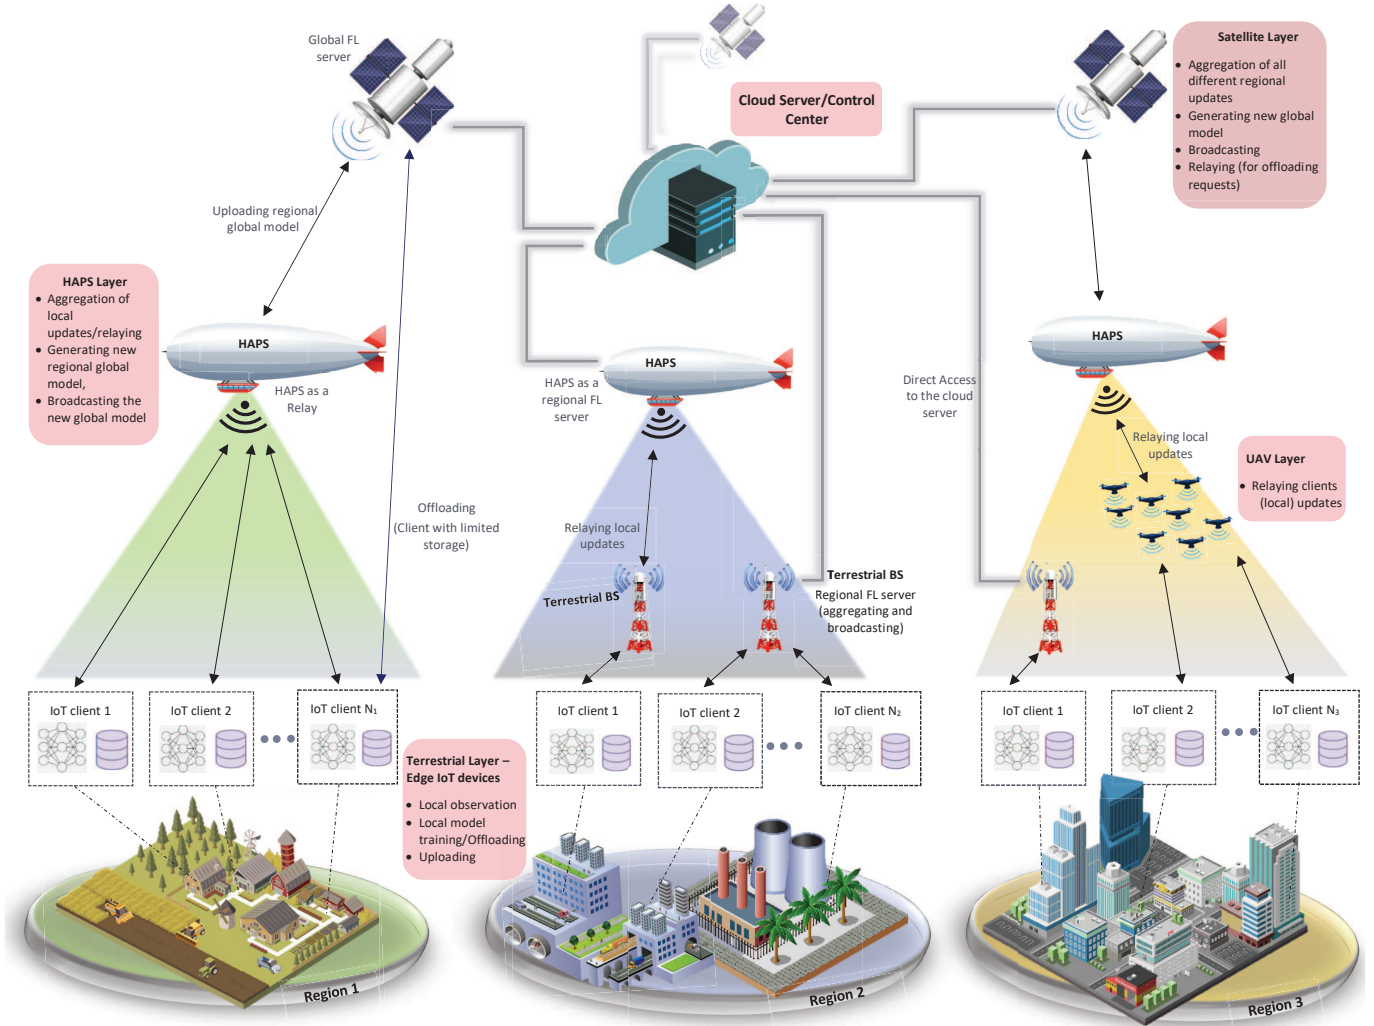 Global FL
server
Cloud Server/Control
Center
Satellite Layer
• Aggregation of all
different regional
updates
• Generating new global
model
• Broadcasting
• Relaying (for offloading
requests)
Uploading regional
global model
HAPS Layer
• Aggregation of
local
updates/relaying
• Generating new
regional global
model,
• Broadcasting the
new global model
HAPS
HAPS as a
Relay
HAPS
HAPS as a
regional FL
server
HAPS
Direct Access
to the cloud
server
Relaying local
updates
UAV Layer
• Relaying clients
(local) updates
Offloading
(Client with limited
storage)
Relaying local
updates
Terrestrial BS
Terrestrial BS
Regional FL server
(aggregating and
broadcasting)
IoT client 1
IoT client 2
IoT client N₁
IoT client 1
IoT client 2
IoT client N₂
IoT client 1
IoT client 2
IoT client N₃
Terrestrial Layer –
Edge IoT devices
• Local observation
• Local model
training/Offloading
• Uploading
Region 1
Region 2
Region 3